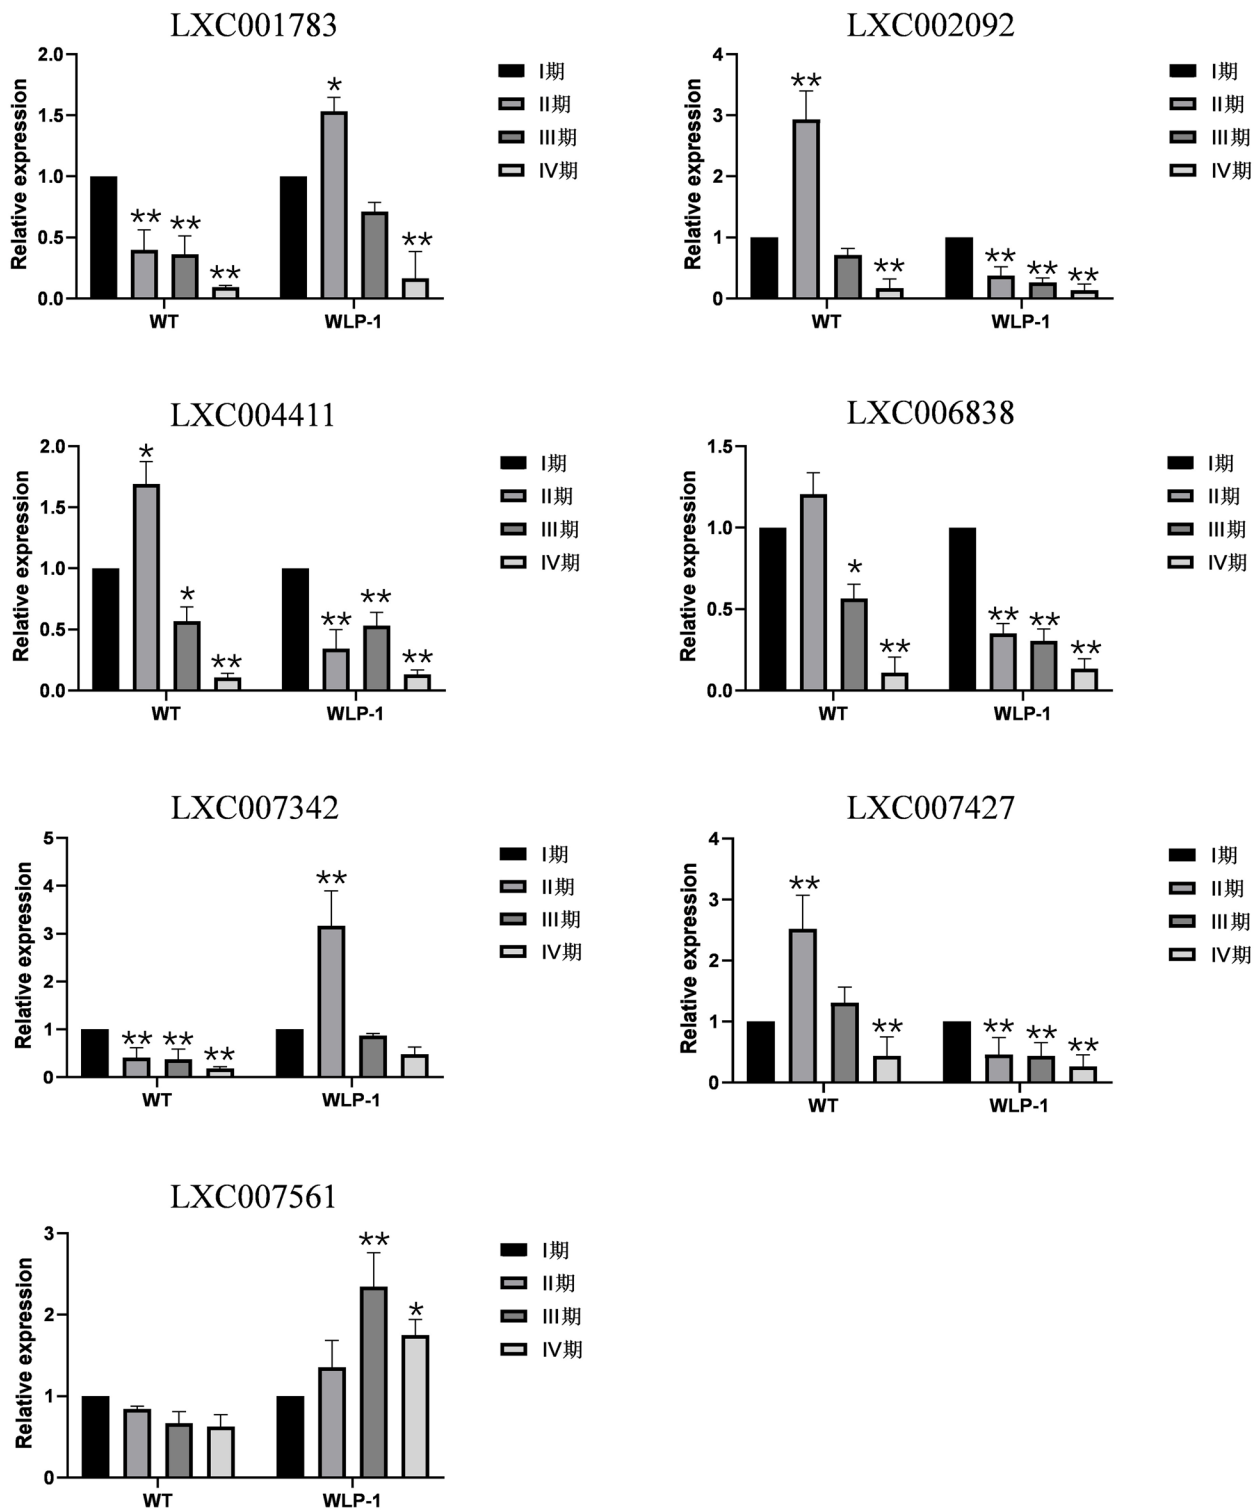 LXC001783
Relative expression
2.0
1.5
1.0
0.5
0.0
**
**
**
*
**
WT
WLP-1
I期
II期
III期
IV期
LXC002092
Relative expression
4
3
2
1
0
**
**
**
**
**
WT
WLP-1
I期
II期
III期
IV期
LXC004411
Relative expression
2.0
1.5
1.0
0.5
0.0
*
*
**
**
**
**
WT
WLP-1
I期
II期
III期
IV期
LXC006838
Relative expression
1.5
1.0
0.5
0.0
*
**
**
**
**
WT
WLP-1
I期
II期
III期
IV期
LXC007342
Relative expression
5
4
3
2
1
0
**
**
**
**
WT
WLP-1
I期
II期
III期
IV期
LXC007427
Relative expression
4
3
2
1
0
**
**
**
**
**
WT
WLP-1
I期
II期
III期
IV期
LXC007561
Relative expression
3
2
1
0
**
*
WT
WLP-1
I期
II期
III期
IV期